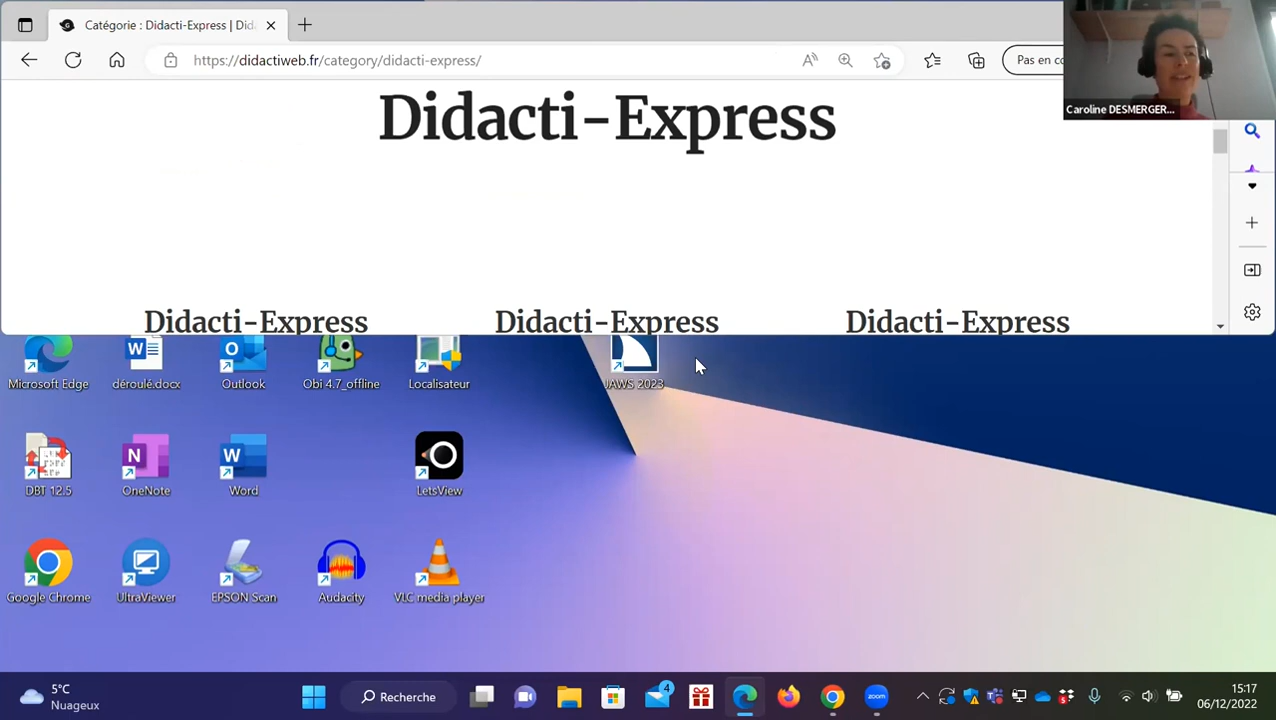 Catégorie : Didacti-Express | Did
https://didactiweb.fr/category/didacti-express/
Pas en co
Caroline DESMERGER...
Didacti-Express
Didacti-Express
Didacti-Express
Didacti-Express
Microsoft Edge
déroulé.docx
Outlook
Obi 4.7_offline
Localisateur
JAWS 2023
DBT 12.5
OneNote
Word
LetsView
Google Chrome
UltraViewer
EPSON Scan
Audacity
VLC media player
5°C
Nuageux
Recherche
4
15:17
06/12/2022